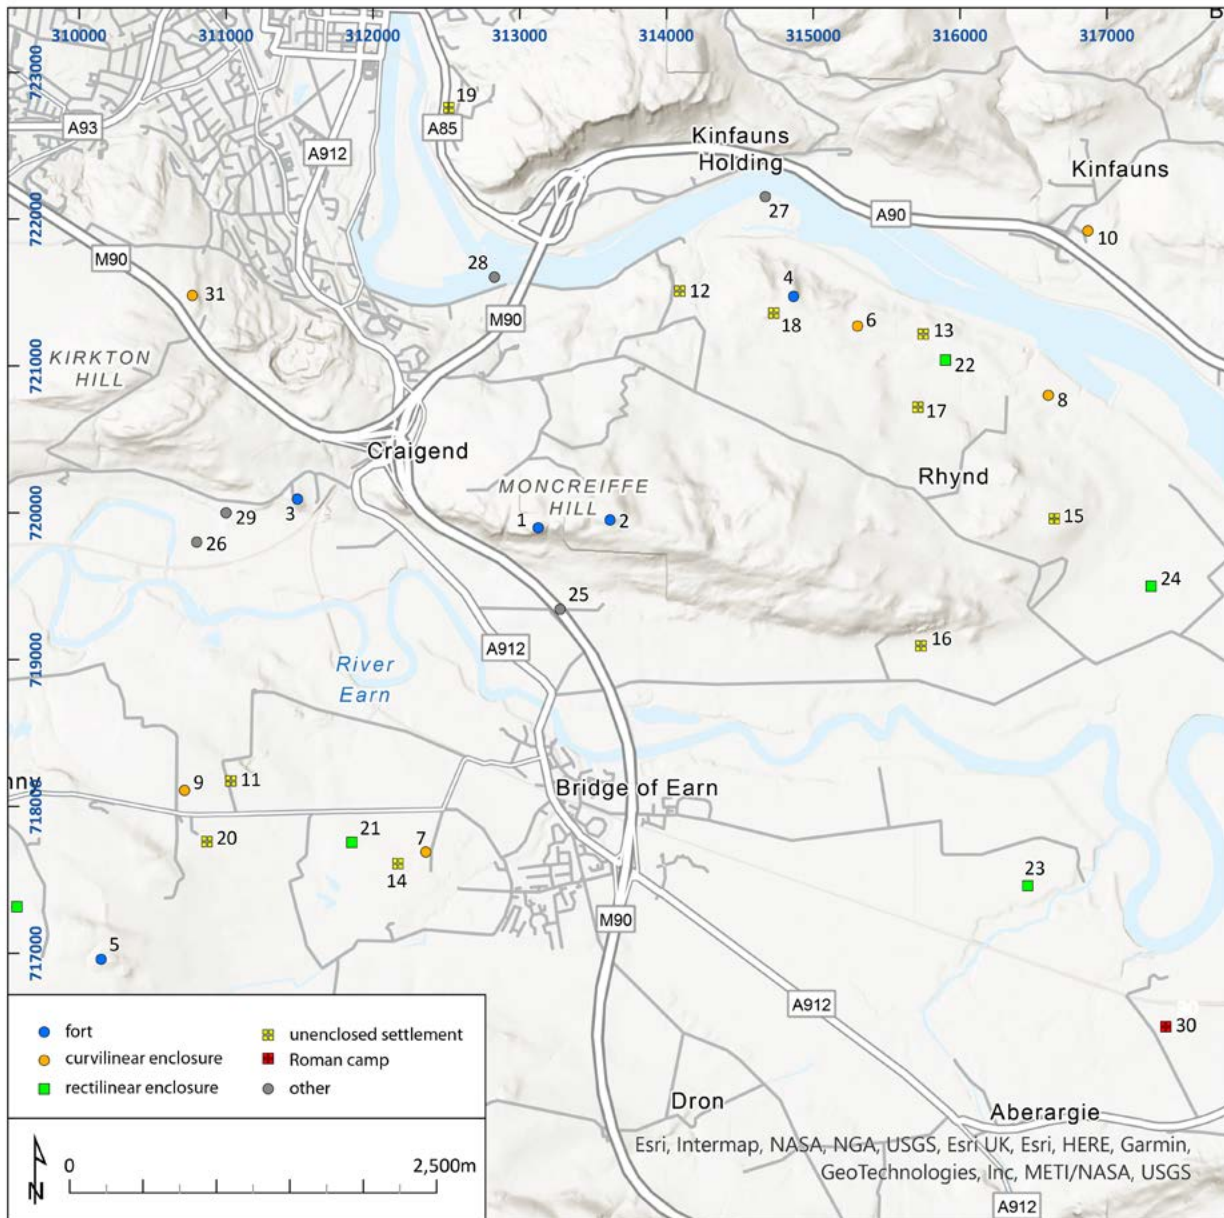 310000
311000
312000
313000
314000
315000
316000
317000
723000
19
A93
A85
A912
Kinfauns
Holding
Kinfauns
722000
27
A90
M90
10
28
31
12
4
18
6
13
M90
22
KIRKTON
HILL
721000
17
8
Craigend
Rhynd
MONCREIFFE
HILL
720000
3
29
1
2
15
26
24
25
A912
16
719000
River
Earn
9
11
Bridge of Earn
718000
20
21
7
14
23
M90
717000
5
A912
30
fort
curvilinear enclosure
rectilinear enclosure
unenclosed settlement
Roman camp
other
Dron
Aberargie
Esri, Intermap, NASA, NGA, USGS, Esri UK, Esri, HERE, Garmin,
GeoTechnologies, Inc, METI/NASA, USGS
N
0
2,500m
A912